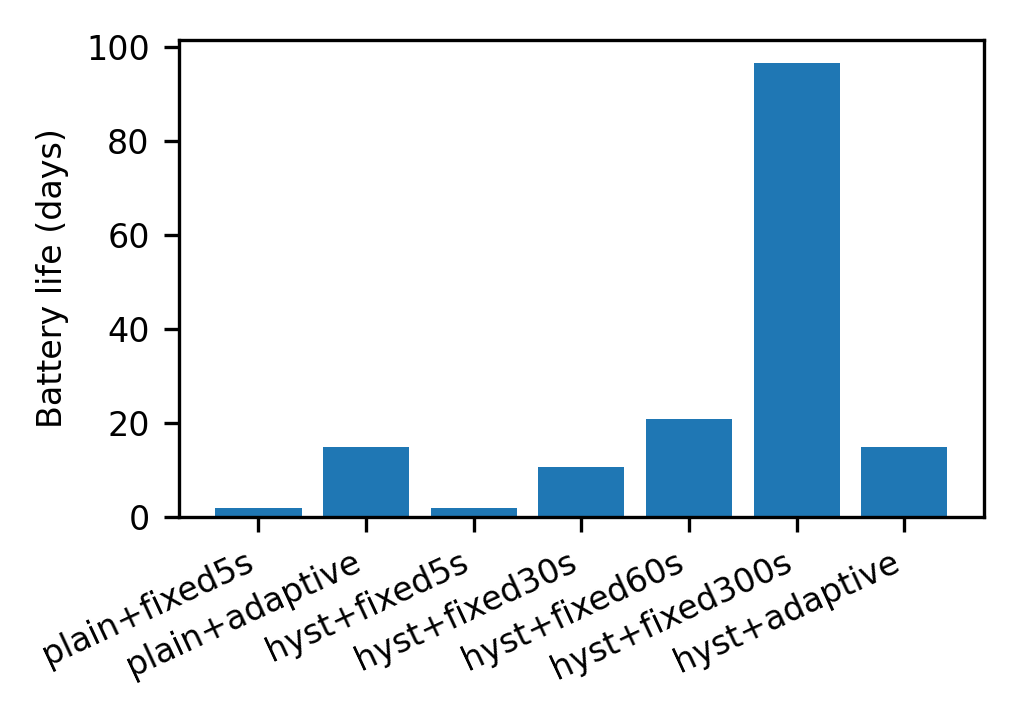 100
80
60
40
20
0
Battery life (days)
plain+fixed5s
plain+adaptive
hyst+fixed5s
hyst+fixed30s
hyst+fixed60s
hyst+fixed300s
hyst+adaptive